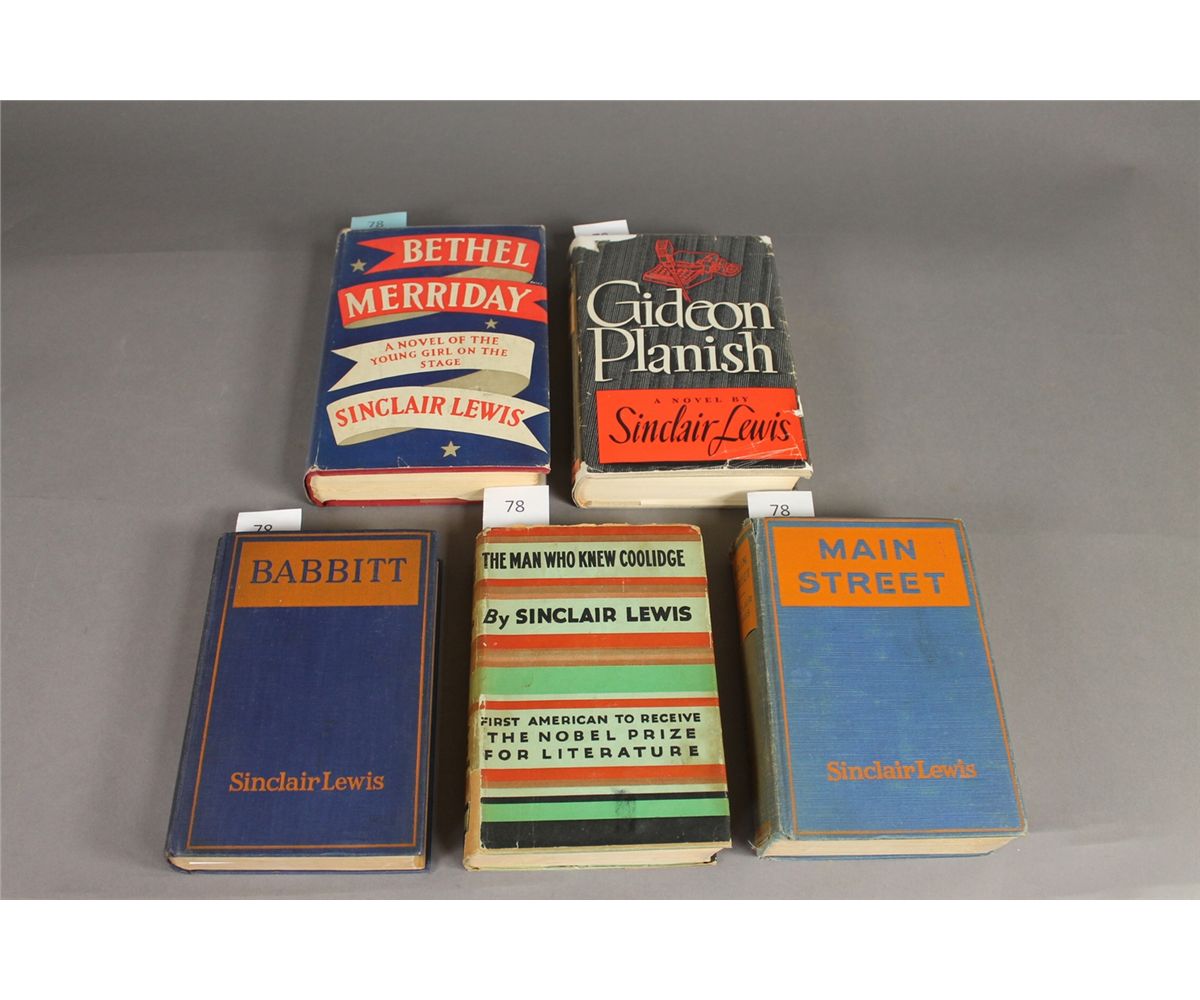 78
BETHEL
MERRIDAY
A NOVEL OF THE
YOUNG GIRL ON THE
STAGE
SINCLAIR LEWIS
Gideon
Planish
A NOVEL BY
Sinclair Lewis
78
BABBITT
Sinclair Lewis
78
THE MAN WHO KNEW COOLIDGE
By SINCLAIR LEWIS
FIRST AMERICAN TO RECEIVE
THE NOBEL PRIZE
FOR LITERATURE
78
MAIN
STREET
Sinclair Lewis